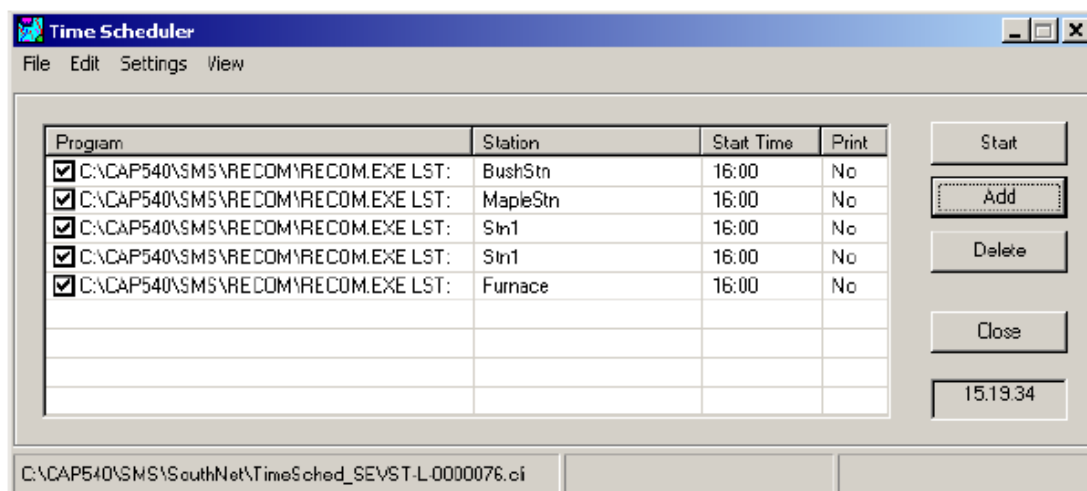 Time Scheduler
File Edit Settings View
Program Station Start Time Print
C:\CAP540\SMS\RECOM\RECOM.EXE LST: BushStn 16:00 No
C:\CAP540\SMS\RECOM\RECOM.EXE LST: MapleStn 16:00 No
C:\CAP540\SMS\RECOM\RECOM.EXE LST: Stn1 16:00 No
C:\CAP540\SMS\RECOM\RECOM.EXE LST: Stn1 16:00 No
C:\CAP540\SMS\RECOM\RECOM.EXE LST: Furnace 16:00 No
Start
Add
Delete
Close
15.19.34
C:\CAP540\SMS\SouthNet\TimeSched_SEVST-L-0000076.cli